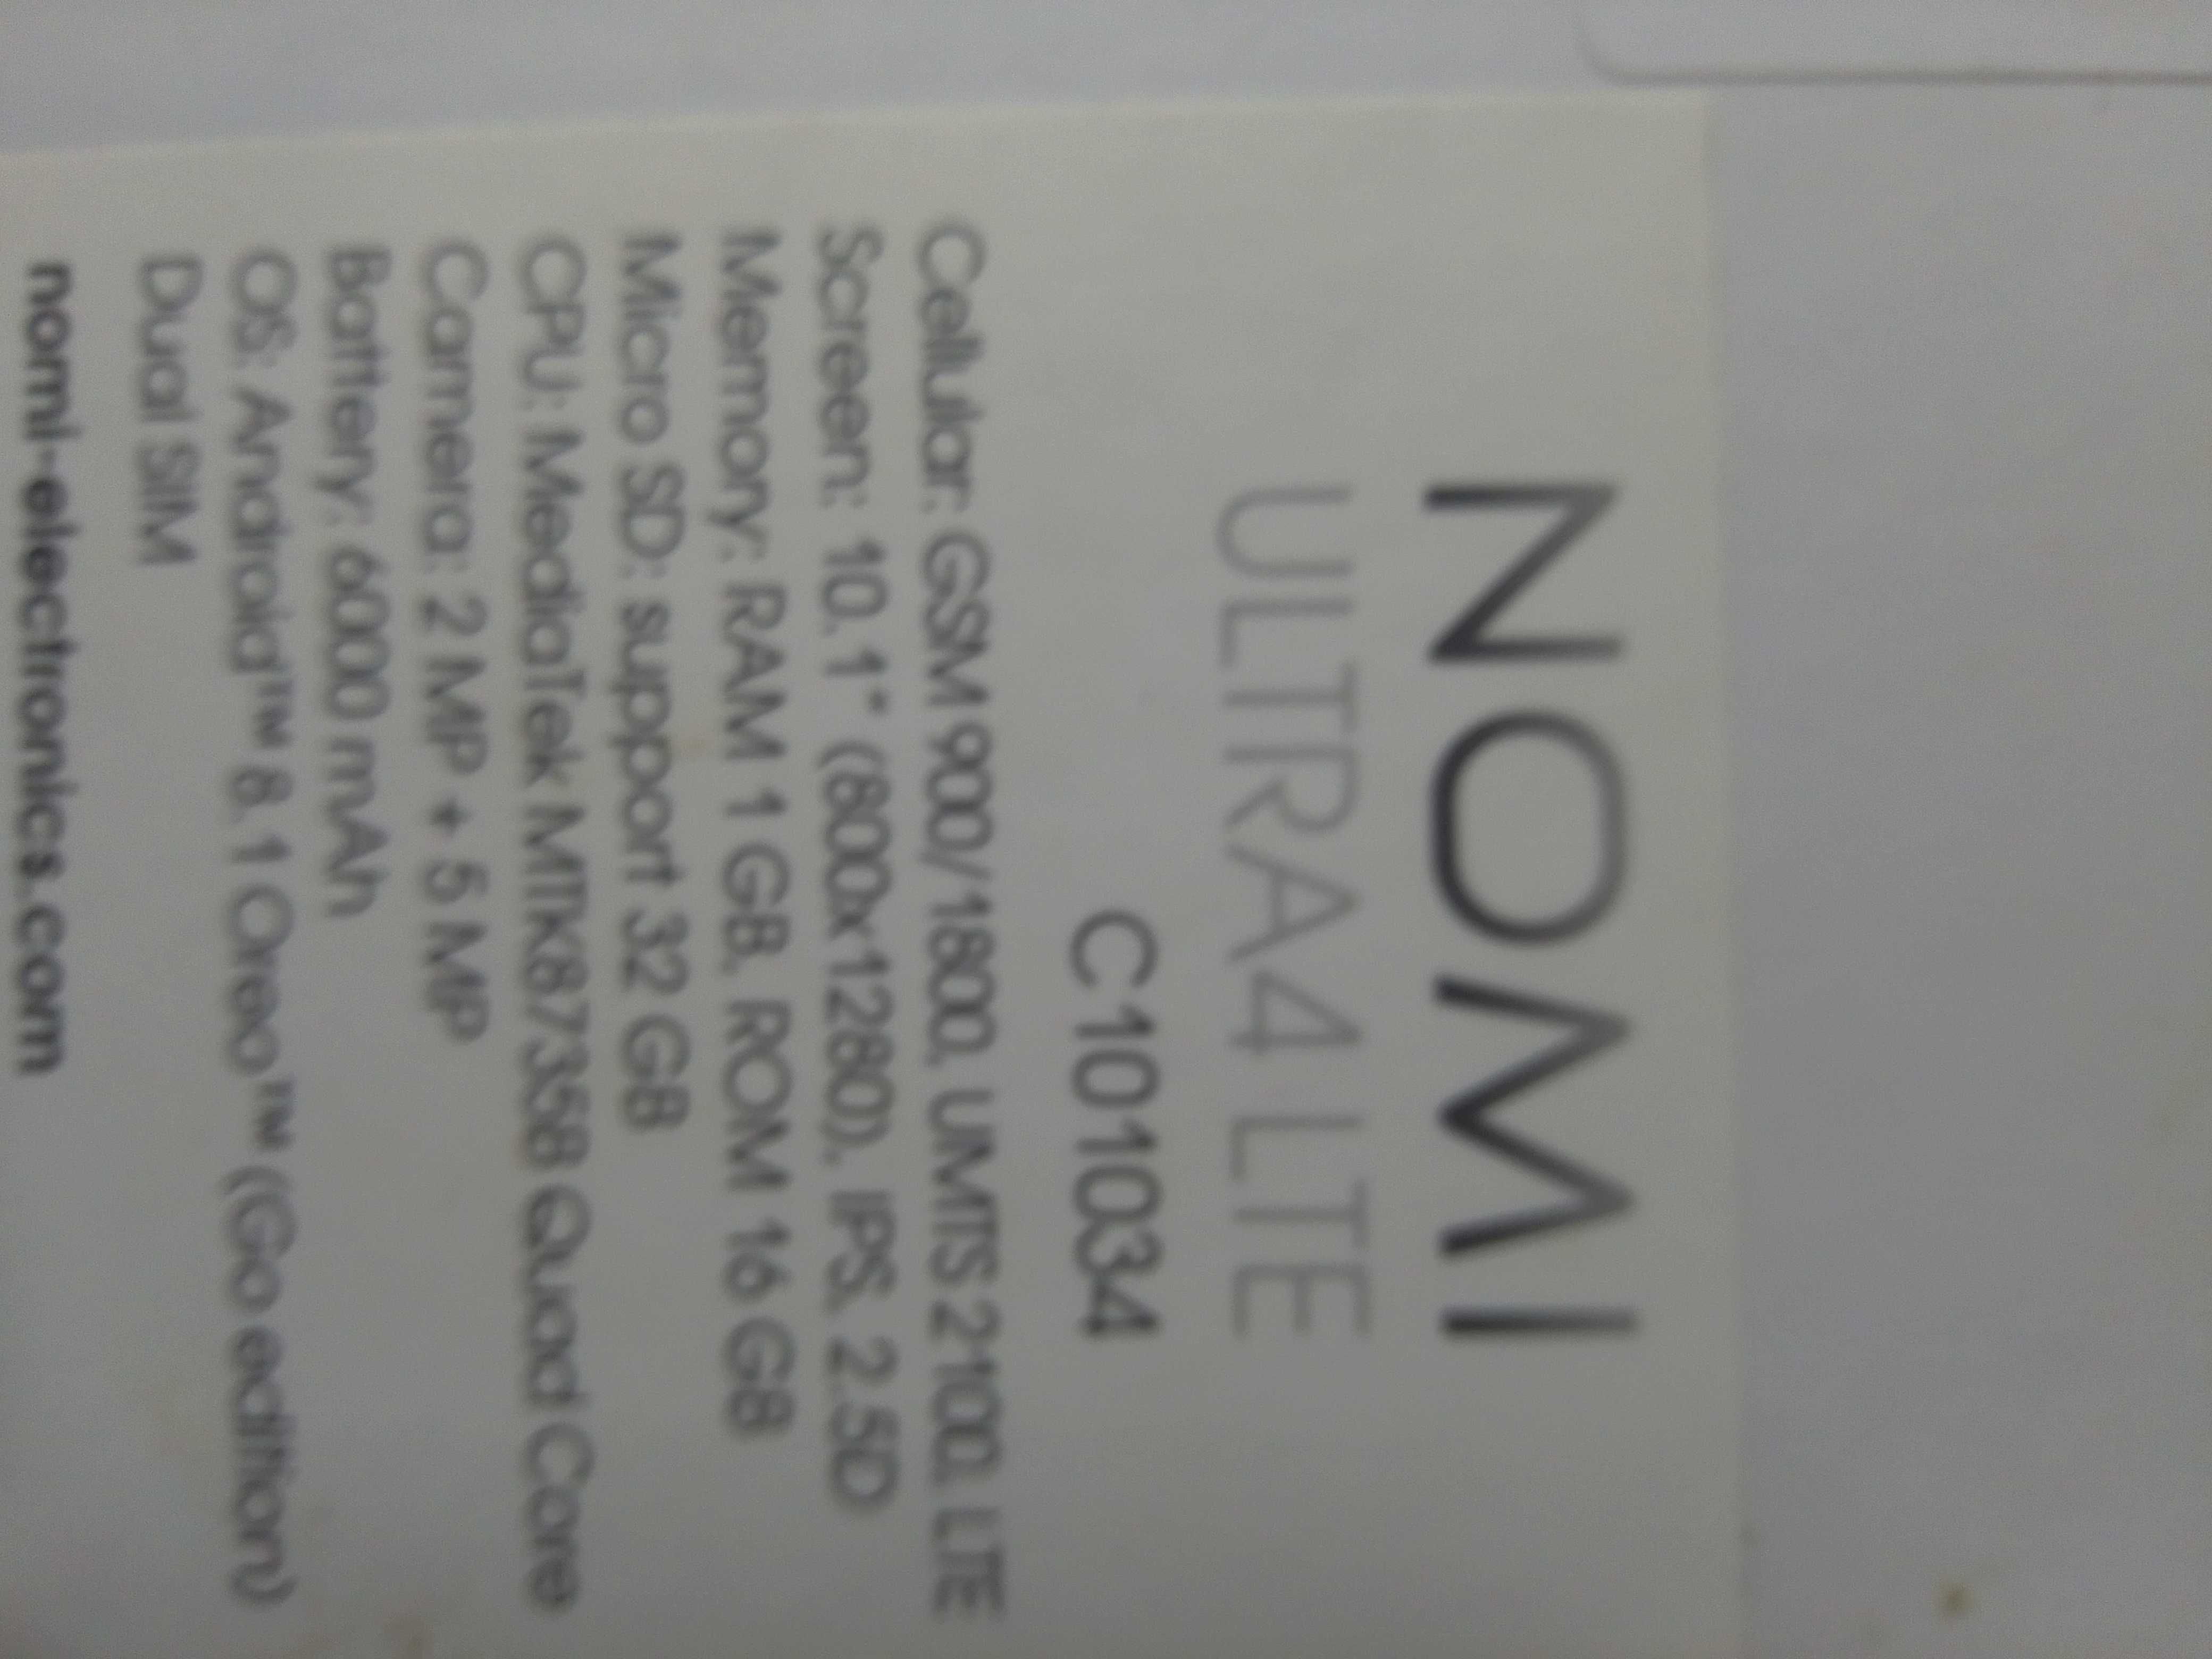 NOMI
ULTRA4 LTE
C101034
Cellular: GSM 900/1800, UMTS 2100, LTE
Screen: 10.1" (800x1280), IPS, 2.5D
Memory: RAM 1 GB, ROM 16 GB
Micro SD: support 32 GB
CPU: MediaTek MTK8735B Quad Core
Camera: 2 MP + 5 MP
Battery: 6000 mAh
OS: Android™ 8.1 Oreo™ (Go edition)
Dual SIM
nomi-electronics.com